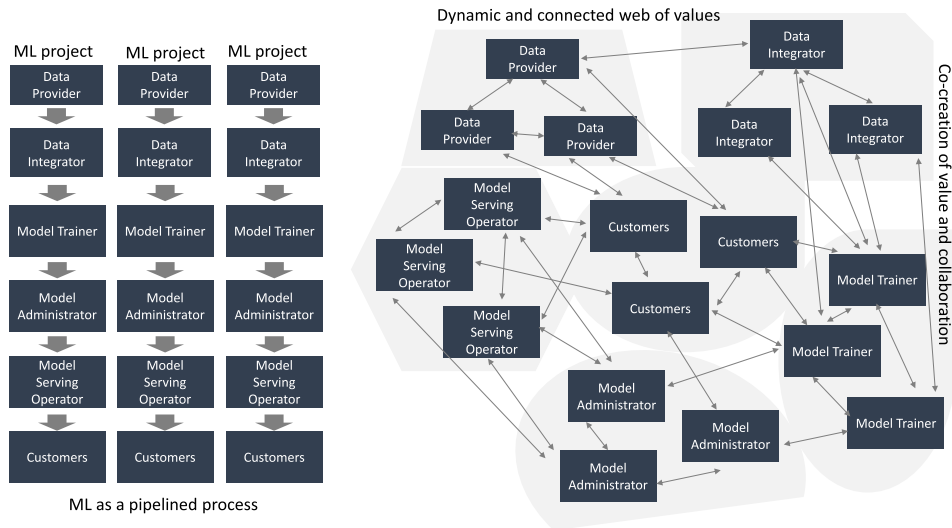 Dynamic and connected web of values
ML project
ML project
ML project
Data
Provider
Data
Provider
Data
Provider
Data
Integrator
Data
Integrator
Data
Integrator
Model Trainer
Model Trainer
Model Trainer
Model
Administrator
Model
Administrator
Model
Administrator
Model
Serving
Operator
Model
Serving
Operator
Model
Serving
Operator
Customers
Customers
Customers
ML as a pipelined process
Data
Provider
Data
Provider
Data
Provider
Data
Integrator
Data
Integrator
Data
Integrator
Model
Serving
Operator
Model
Serving
Operator
Model
Serving
Operator
Customers
Customers
Customers
Model Trainer
Model Trainer
Model Trainer
Model
Administrator
Model
Administrator
Model
Administrator
Co-creation of value and collaboration